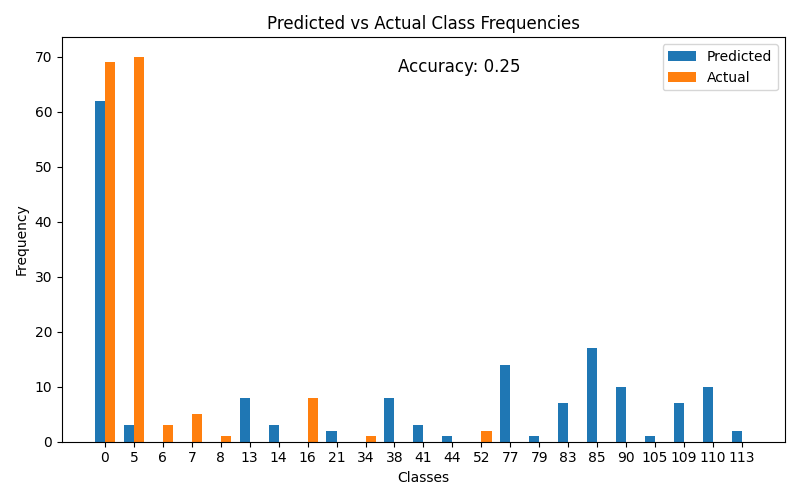 Predicted vs Actual Class Frequencies
Accuracy: 0.25
Predicted
Actual
Frequency
70
60
50
40
30
20
10
0
0 5 6 7 8 13 14 16 21 34 38 41 44 52 77 79 83 85 90 105 109 110 113
Classes